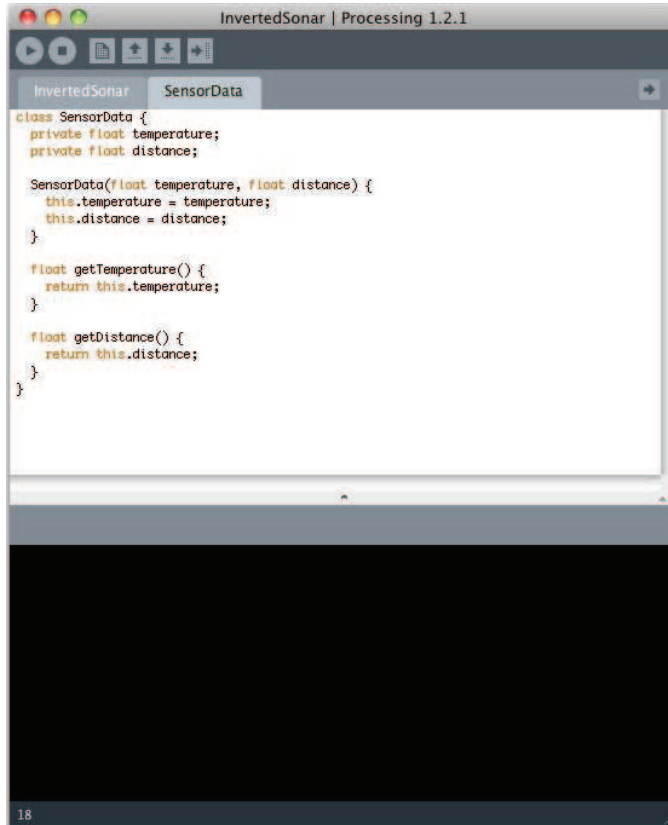 InvertedSonar | Processing 1.2.1
InvertedSonar SensorData
class SensorData {
  private float temperature;
  private float distance;

  SensorData(float temperature, float distance) {
    this.temperature = temperature;
    this.distance = distance;
  }

  float getTemperature() {
    return this.temperature;
  }

  float getDistance() {
    return this.distance;
  }
}
18